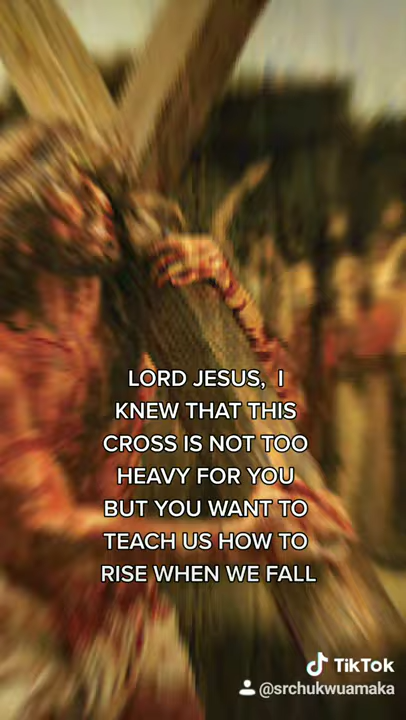 LORD JESUS, I
KNEW THAT THIS
CROSS IS NOT TOO
HEAVY FOR YOU
BUT YOU WANT TO
TEACH US HOW TO
RISE WHEN WE FALL
TikTok
@srchukwuamaka